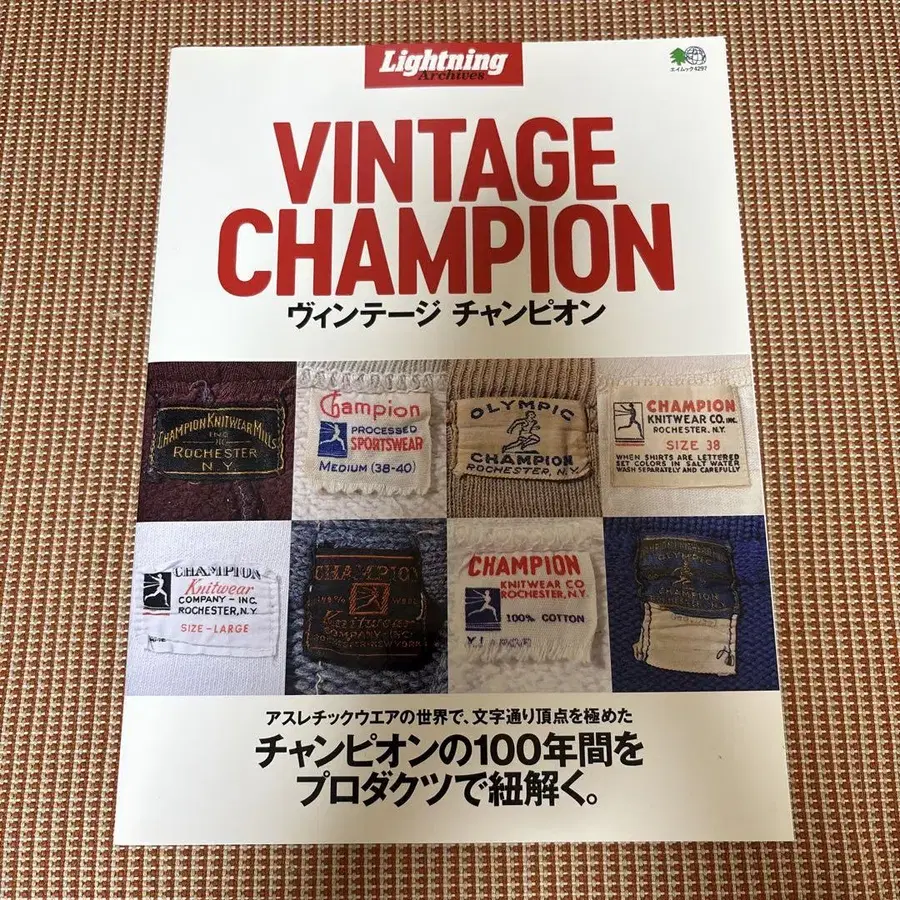 Lightning
Archives
エイムック4297
VINTAGE
CHAMPION
ヴィンテージ チャンピオン
CHAMPION KNITWEAR MILLS
INC
ROCHESTER
N.Y.
Champion
PROCESSED
SPORTSWEAR
MEDIUM (38-40)
OLYMPIC
CHAMPION
ROCHESTER, N.Y.
CHAMPION
KNITWEAR CO. INC.
ROCHESTER, N.Y.
SIZE 38
WHEN SHIRTS ARE LETTERED
SET COLORS IN SALT WATER
WASH SEPARATELY AND CAREFULLY
CHAMPION
Knitwear
COMPANY-INC.
ROCHESTER, N.Y.
SIZE-LARGE
CHAMPION
Knitwear
COMPANY-INC.
NEW YORK
CHAMPION
KNITWEAR CO
ROCHESTER, N.Y.
100% COTTON
OLYMPIC
CHAMPION
アスレチックウエアの世界で、文字通り頂点を極めた
チャンピオンの100年間を
プロダクツで紐解く。